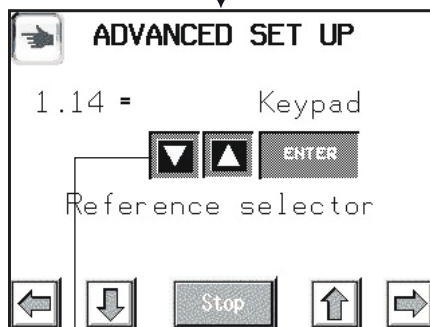 ADVANCED SET UP
1.14 = Keypad
ENTER
Reference selector
Stop